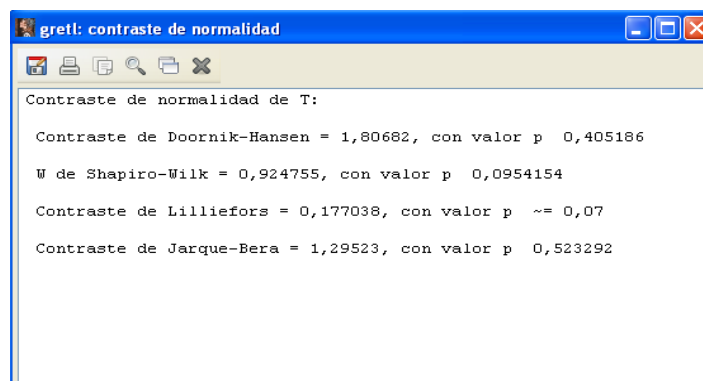 gretl: contraste de normalidad
Contraste de normalidad de T:
Contraste de Doornik-Hansen = 1,80682, con valor p 0,405186
W de Shapiro-Wilk = 0,924755, con valor p 0,0954154
Contraste de Lilliefors = 0,177038, con valor p ~= 0,07
Contraste de Jarque-Bera = 1,29523, con valor p 0,523292